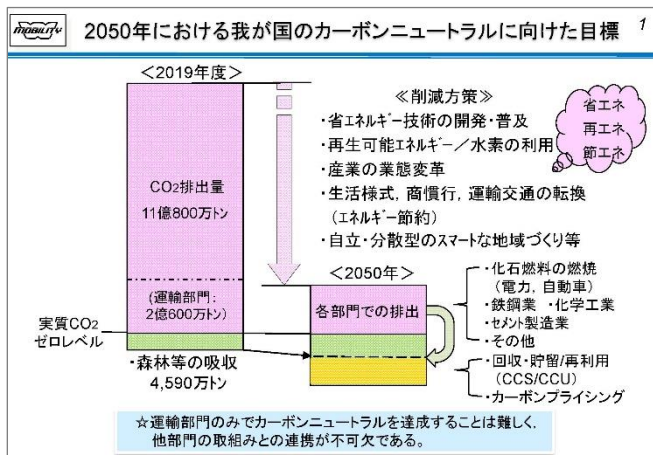 MOBILITY
2050年における我が国のカーボンニュートラルに向けた目標
1
＜2019年度＞
CO2排出量
11億800万トン
(運輸部門：
2億600万トン)
実質CO2
ゼロレベル
・森林等の吸収
4,590万トン
≪削減方策≫
・省エネルギー技術の開発・普及
・再生可能エネルギー／水素の利用
・産業の業態変革
・生活様式，商慣行，運輸交通の転換
（エネルギー節約）
・自立・分散型のスマートな地域づくり等
省エネ
再エネ
節エネ
＜2050年＞
各部門での排出
・化石燃料の燃焼
（電力，自動車）
・鉄鋼業 ・化学工業
・セメント製造業
・その他
・回収・貯留/再利用
（CCS/CCU）
・カーボンプライシング
☆運輸部門のみでカーボンニュートラルを達成することは難しく，
他部門の取組みとの連携が不可欠である。